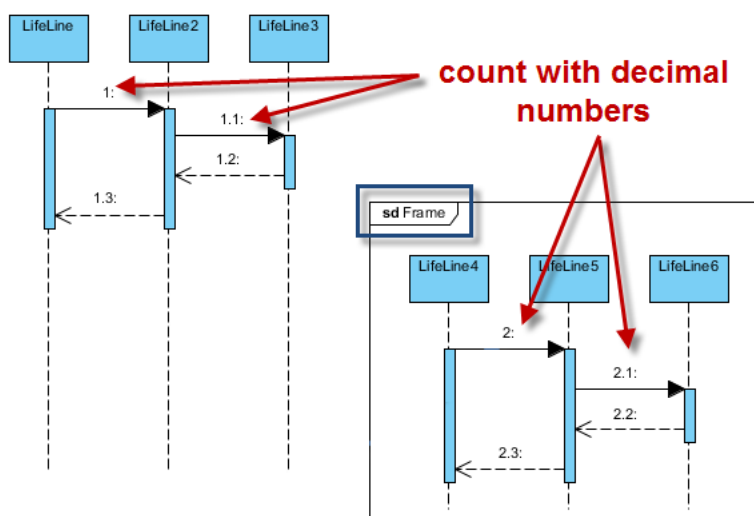 LifeLine
LifeLine2
LifeLine3
count with decimal
numbers
1:
1.1:
1.2:
1.3:
sd Frame
LifeLine4
LifeLine5
LifeLine6
2:
2.1:
2.2:
2.3: